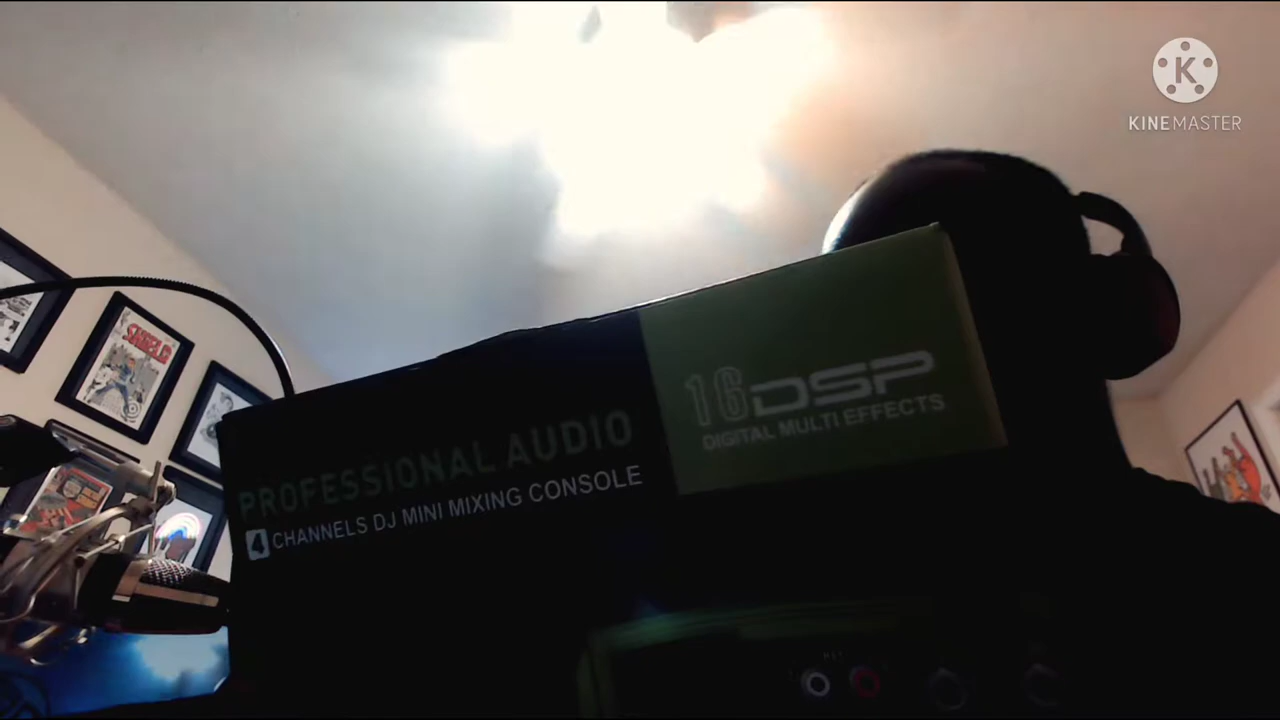 K
KINEMASTER
SHIELD
16DSP
DIGITAL MULTI EFFECTS
PROFESSIONAL AUDIO
4 CHANNELS DJ MINI MIXING CONSOLE